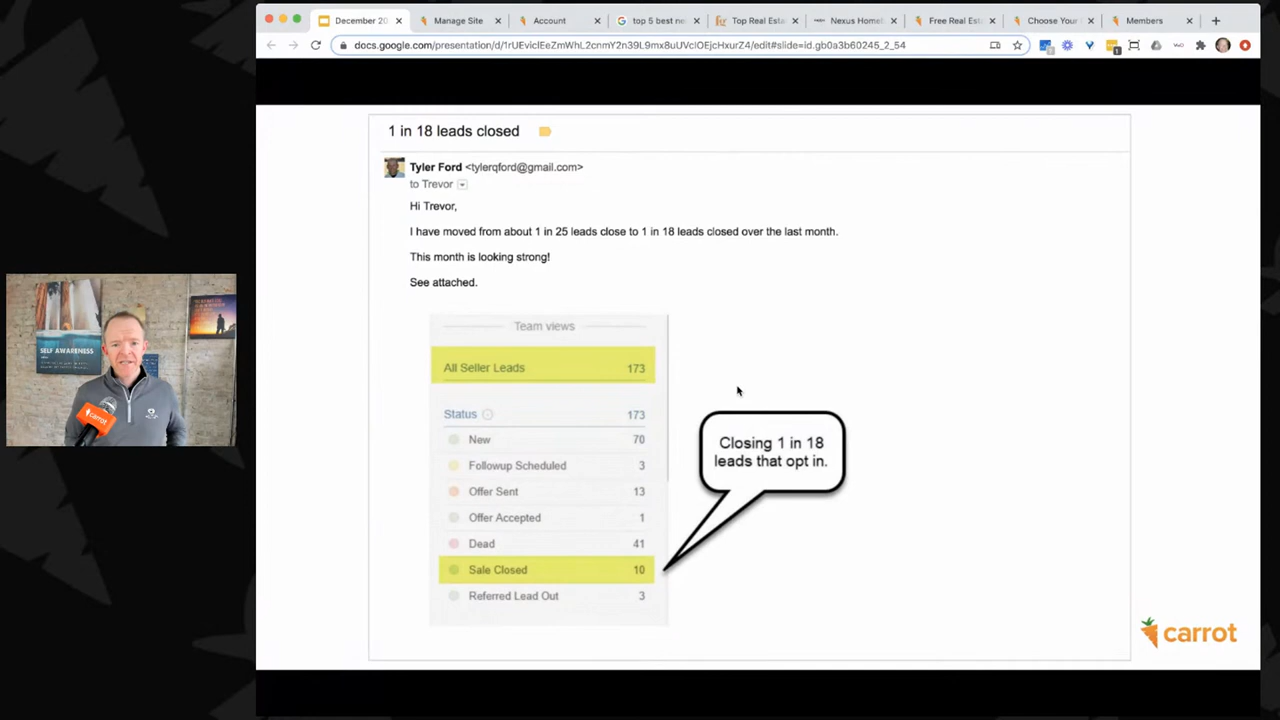 December 20
Manage Site
Account
top 5 best ne
Top Real Esta
Nexus Homeb
Free Real Est
Choose Your
Members
docs.google.com/presentation/d/1rUEvicIEeZmWhL2cnmY2n39L9mx8uUVclOEjcHxurZ4/edit#slide=id.gb0a3b60245_2_54
1 in 18 leads closed
Tyler Ford <tylerqford@gmail.com>
to Trevor
Hi Trevor,
I have moved from about 1 in 25 leads close to 1 in 18 leads closed over the last month.
This month is looking strong!
See attached.
Team views
All Seller Leads 173
Status 173
New 70
Followup Scheduled 3
Offer Sent 13
Offer Accepted 1
Dead 41
Sale Closed 10
Referred Lead Out 3
Closing 1 in 18
leads that opt in.
SELF AWARENESS
carrot
carrot